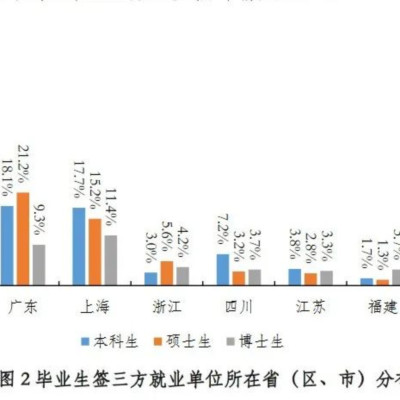 18.1% 21.2% 9.3% 17.7% 15.2% 11.4% 3.0% 5.6% 4.2% 7.2% 3.2% 3.7% 3.8% 2.8% 3.3% 1.7% 1.3%
广东 上海 浙江 四川 江苏 福建
本科生 硕士生 博士生
图 2 毕业生签三方就业单位所在省（区、市）分